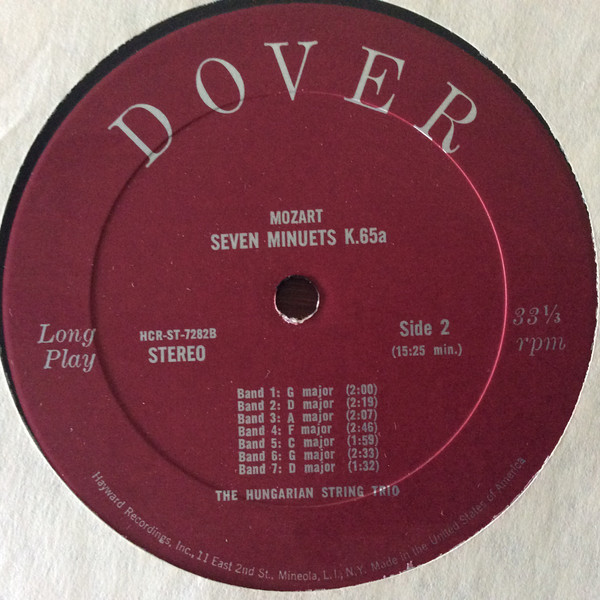 DOVER
MOZART
SEVEN MINUETS K.65a
Long Play
HCR-ST-7282B
STEREO
Side 2
(15:25 min.)
33 1/3 rpm
Band 1: G major (2:00)
Band 2: D major (2:19)
Band 3: A major (2:07)
Band 4: F major (2:46)
Band 5: C major (1:59)
Band 6: G major (2:33)
Band 7: D major (1:32)
THE HUNGARIAN STRING TRIO
Hayward Recordings, Inc., 11 East 2nd St., Mineola, L.I., N.Y. Made in the United States of America